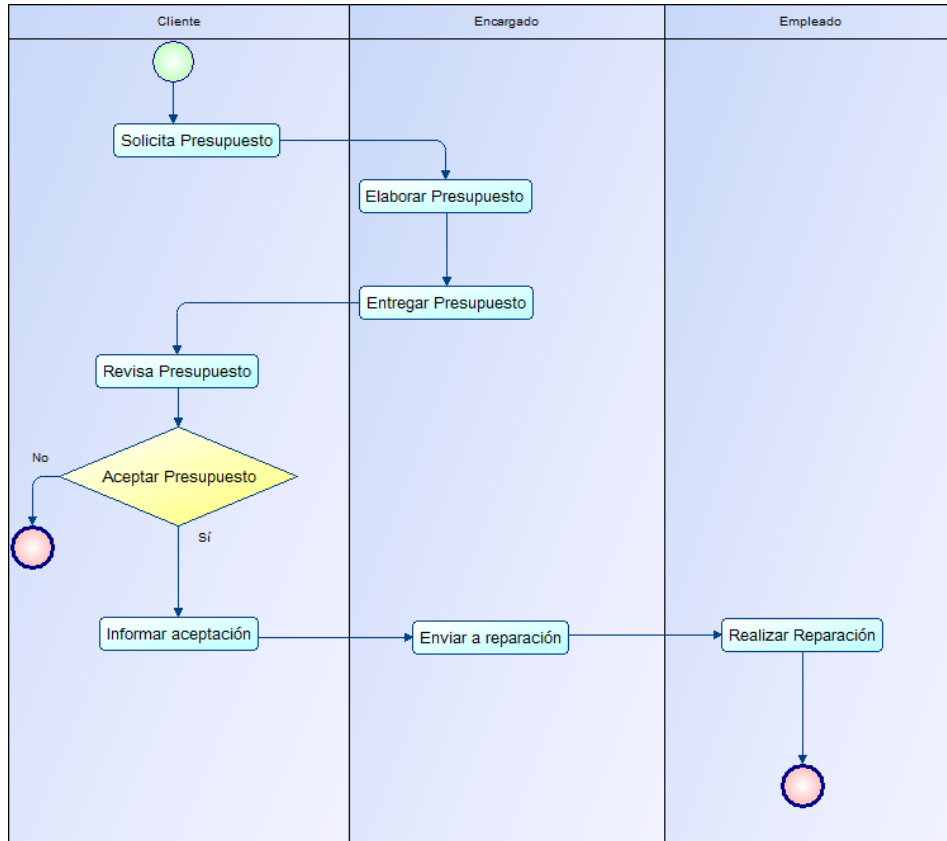 Cliente
Encargado
Empleado
Solicita Presupuesto
Elaborar Presupuesto
Entregar Presupuesto
Revisa Presupuesto
Aceptar Presupuesto
No
Sí
Informar aceptación
Enviar a reparación
Realizar Reparación